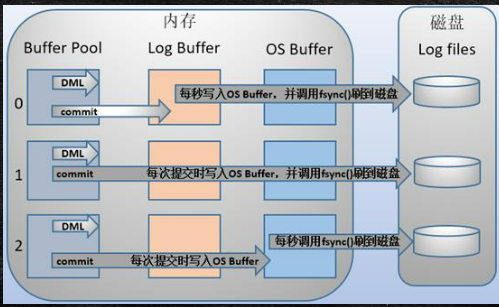 内存
磁盘
Buffer Pool
Log Buffer
OS Buffer
Log files
0
DML
commit
每秒写入OS Buffer，并调用fsync()刷到磁盘
1
DML
commit
每次提交时写入OS Buffer，并调用fsync()刷到磁盘
2
DML
commit
每次提交时写入OS Buffer
每秒调用fsync()刷到磁盘